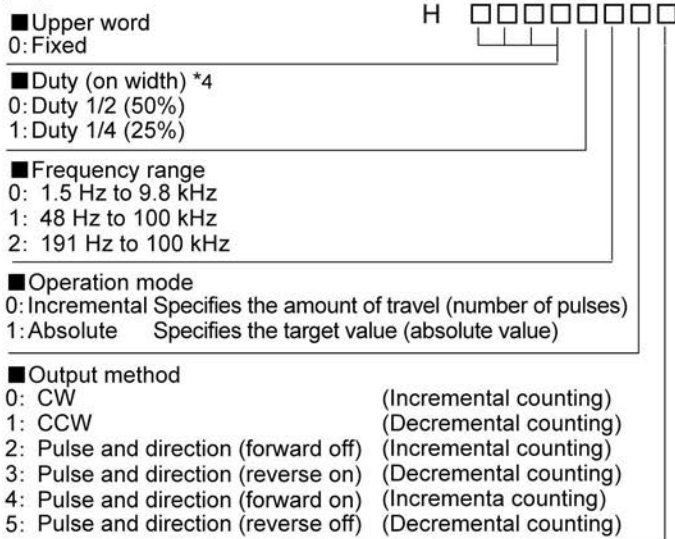 H □□□□□□□□
■Upper word
0:Fixed
■Duty (on width) *4
0:Duty 1/2 (50%)
1:Duty 1/4 (25%)
■Frequency range
0: 1.5 Hz to 9.8 kHz
1: 48 Hz to 100 kHz
2: 191 Hz to 100 kHz
■Operation mode
0:Incremental Specifies the amount of travel (number of pulses)
1:Absolute Specifies the target value (absolute value)
■Output method
0: CW (Incremental counting)
1: CCW (Decremental counting)
2: Pulse and direction (forward off) (Incremental counting)
3: Pulse and direction (reverse on) (Decremental counting)
4: Pulse and direction (forward on) (Incrementa counting)
5: Pulse and direction (reverse off) (Decremental counting)